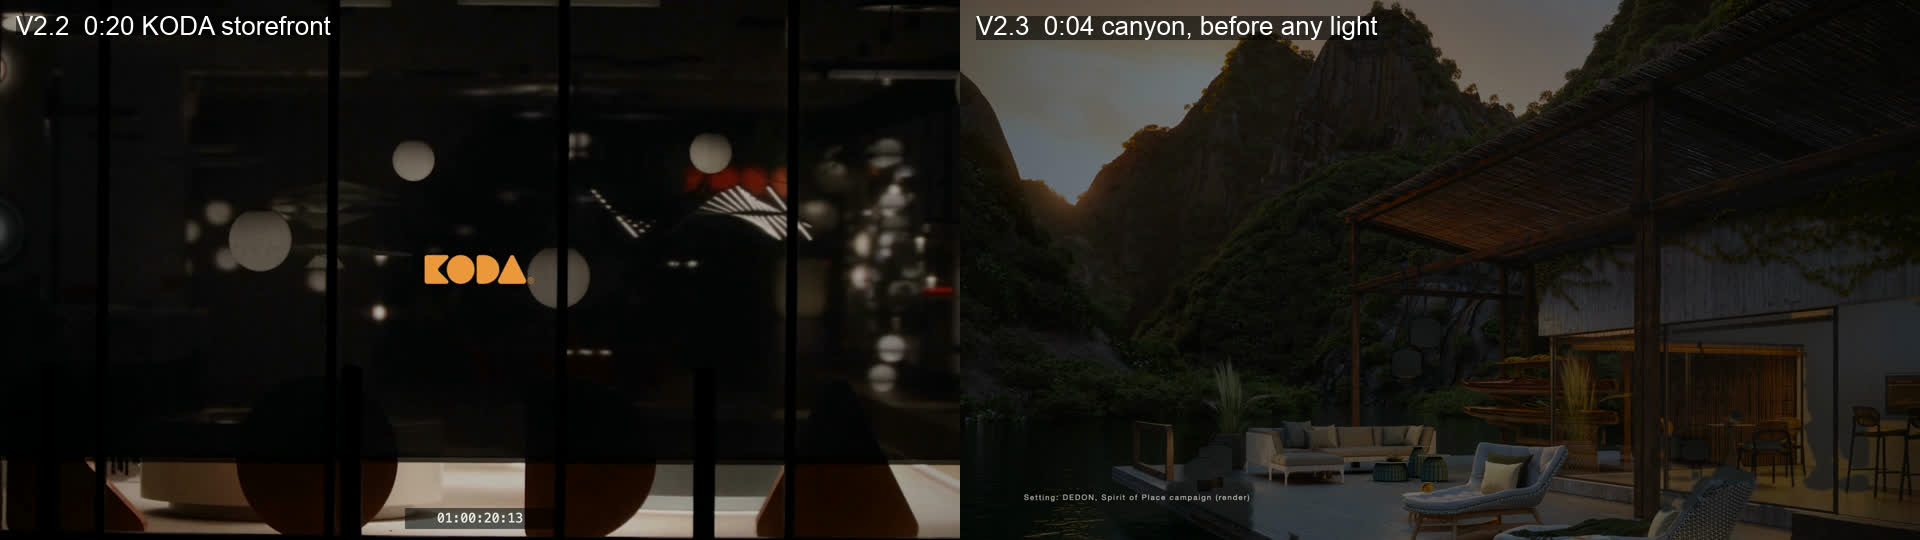 V2.2 0:20 KODA storefront
KODA
01:00:20:13
V2.3 0:04 canyon, before any light
Setting: DEDON, Spirit of Place campaign (render)